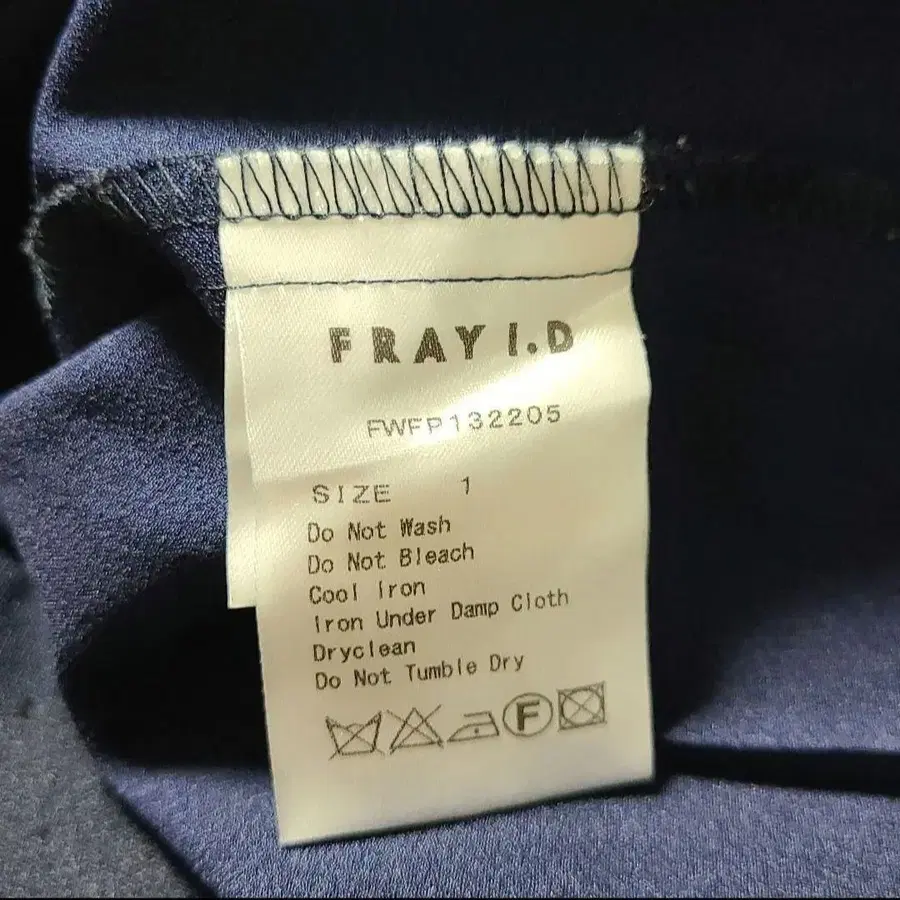 FRAY I.D
FWFP132205
SIZE 1
Do Not Wash
Do Not Bleach
Cool Iron
Iron Under Damp Cloth
Dryclean
Do Not Tumble Dry
F